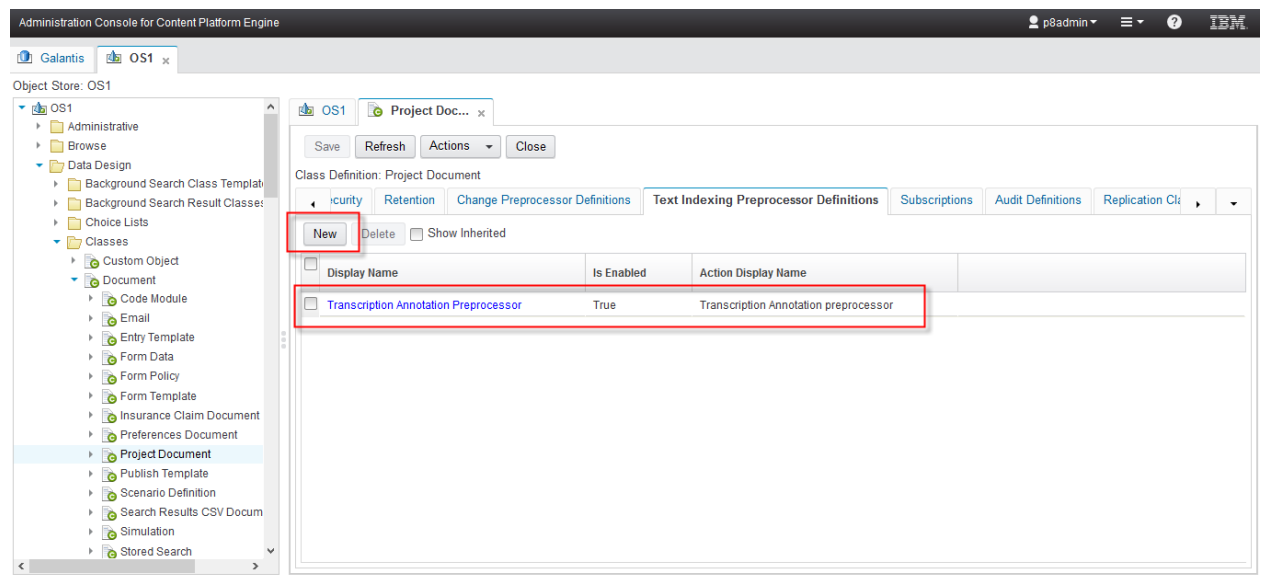 Administration Console for Content Platform Engine
p8admin
IBM
Galantis
OS1
Object Store: OS1
OS1
Administrative
Browse
Data Design
Background Search Class Templat
Background Search Result Classes
Choice Lists
Classes
Custom Object
Document
Code Module
Email
Entry Template
Form Data
Form Policy
Form Template
Insurance Claim Document
Preferences Document
Project Document
Publish Template
Scenario Definition
Search Results CSV Docum
Simulation
Stored Search
OS1 Project Doc...
Save Refresh Actions Close
Class Definition: Project Document
ecurity Retention Change Preprocessor Definitions Text Indexing Preprocessor Definitions Subscriptions Audit Definitions Replication Cla
New Delete Show Inherited
Display Name Is Enabled Action Display Name
Transcription Annotation Preprocessor True Transcription Annotation preprocessor